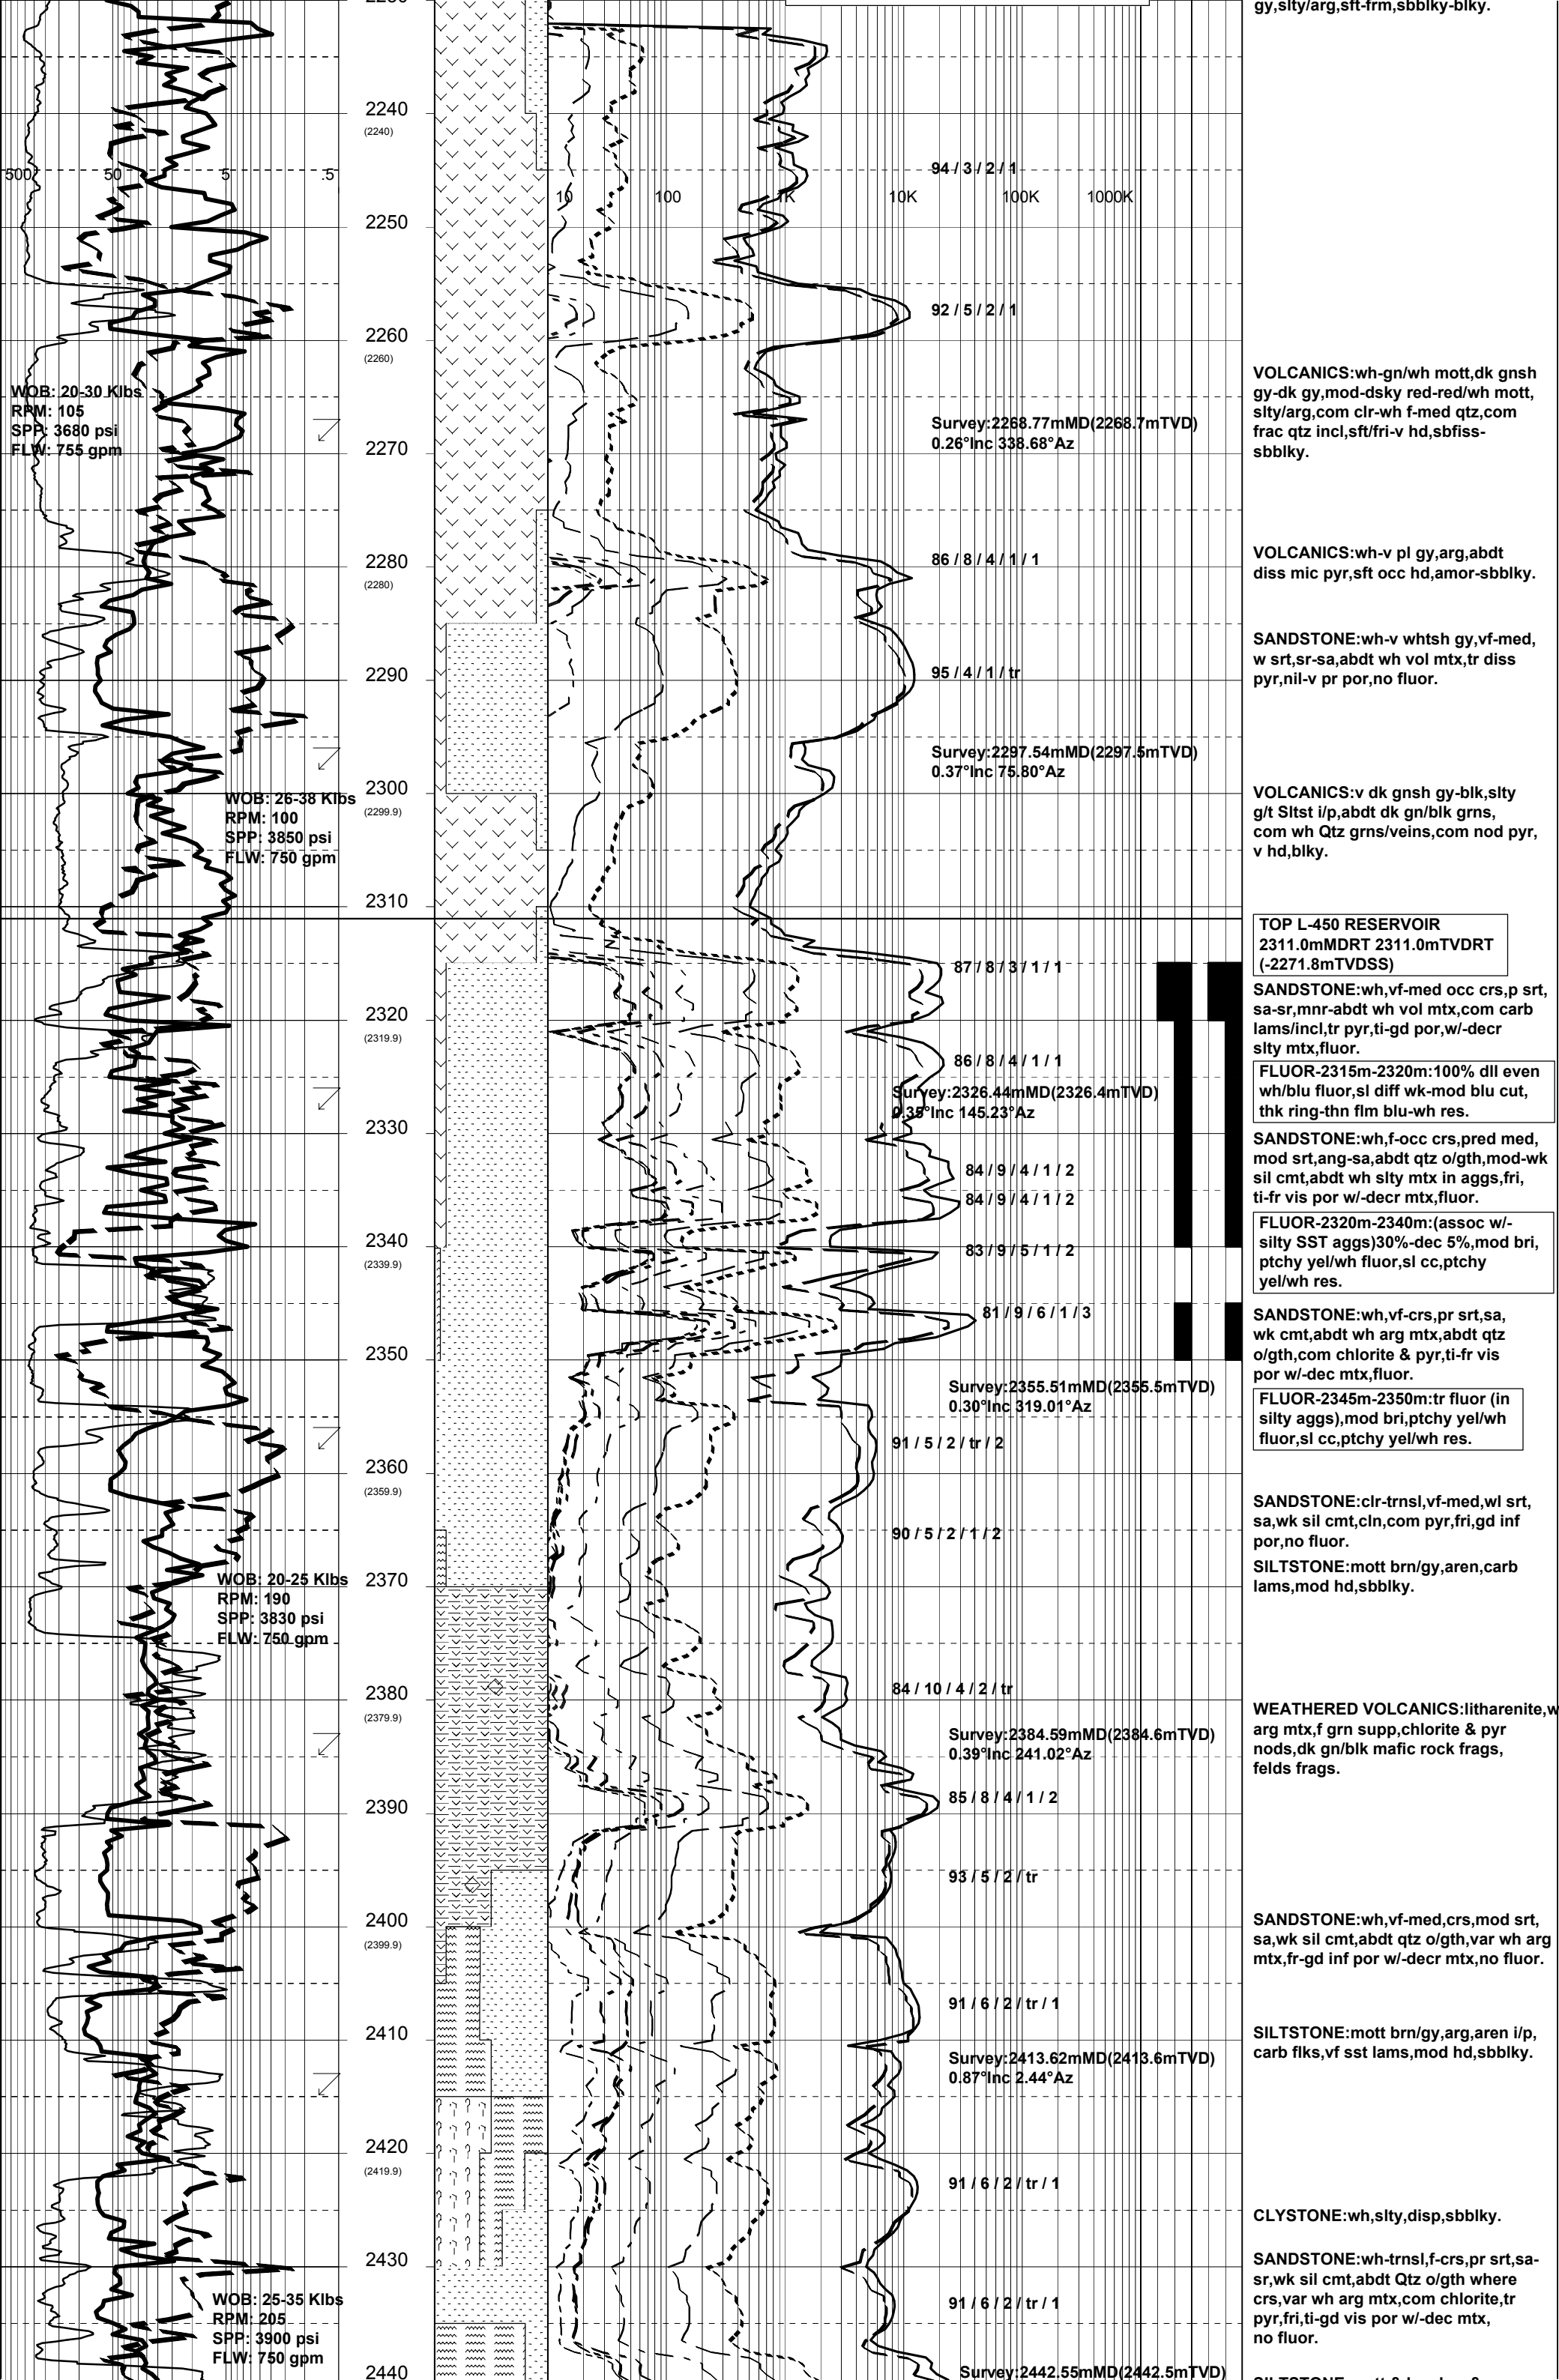 gy,slty/arg,sft-frm,sbblky-blky.
2240
(2240)
94 / 3 / 2 / 1
500
50
5
.5
10
100
1K
10K
100K
1000K
2250
92 / 5 / 2 / 1
2260
(2260)
VOLCANICS:wh-gn/wh mott,dk gnsh
gy-dk gy,mod-dsky red-red/wh mott,
slty/arg,com clr-wh f-med qtz,com
frac qtz incl,sft/fri-v hd,sbfiss-
sbblky.
WOB: 20-30 Klbs
RPM: 105
SPP: 3680 psi
FLW: 755 gpm
Survey:2268.77mMD(2268.7mTVD)
0.26°Inc 338.68°Az
2270
86 / 8 / 4 / 1 / 1
VOLCANICS:wh-v pl gy,arg,abdt
diss mic pyr,sft occ hd,amor-sbblky.
2280
(2280)
SANDSTONE:wh-v whtsh gy,vf-med,
w srt,sr-sa,abdt wh vol mtx,tr diss
pyr,nil-v pr por,no fluor.
2290
95 / 4 / 1 / tr
Survey:2297.54mMD(2297.5mTVD)
0.37°Inc 75.80°Az
2300
(2299.9)
WOB: 26-38 Klbs
RPM: 100
SPP: 3850 psi
FLW: 750 gpm
VOLCANICS:v dk gnsh gy-blk,slty
g/t Sltst i/p,abdt dk gn/blk grns,
com wh Qtz grns/veins,com nod pyr,
v hd,blky.
2310
TOP L-450 RESERVOIR
2311.0mMDRT 2311.0mTVDRT
(-2271.8mTVDSS)
87 / 8 / 3 / 1 / 1
SANDSTONE:wh,vf-med occ crs,p srt,
sa-sr,mnr-abdt wh vol mtx,com carb
lams/incl,tr pyr,ti-gd por,w/-decr
slty mtx,fluor.
2320
(2319.9)
86 / 8 / 4 / 1 / 1
FLUOR-2315m-2320m:100% dll even
wh/blu fluor,sl diff wk-mod blu cut,
thk ring-thn flm blu-wh res.
Survey:2326.44mMD(2326.4mTVD)
0.35°Inc 145.23°Az
2330
SANDSTONE:wh,f-occ crs,pred med,
mod srt,ang-sa,abdt qtz o/gth,mod-wk
sil cmt,abdt wh slty mtx in aggs,fri,
ti-fr vis por w/-decr mtx,fluor.
84 / 9 / 4 / 1 / 2
84 / 9 / 4 / 1 / 2
FLUOR-2320m-2340m:(assoc w/-
silty SST aggs)30%-dec 5%,mod bri,
ptchy yel/wh fluor,sl cc,ptchy
yel/wh res.
2340
(2339.9)
83 / 9 / 5 / 1 / 2
81 / 9 / 6 / 1 / 3
SANDSTONE:wh,vf-crs,pr srt,sa,
wk cmt,abdt wh arg mtx,abdt qtz
o/gth,com chlorite & pyr,ti-fr vis
por w/-dec mtx,fluor.
2350
Survey:2355.51mMD(2355.5mTVD)
0.30°Inc 319.01°Az
FLUOR-2345m-2350m:tr fluor (in
silty aggs),mod bri,ptchy yel/wh
fluor,sl cc,ptchy yel/wh res.
91 / 5 / 2 / tr / 2
2360
(2359.9)
SANDSTONE:clr-trnsl,vf-med,wl srt,
sa,wk sil cmt,cln,com pyr,fri,gd inf
por,no fluor.
90 / 5 / 2 / 1 / 2
SILTSTONE:mott brn/gy,aren,carb
lams,mod hd,sbblky.
2370
WOB: 20-25 Klbs
RPM: 190
SPP: 3830 psi
FLW: 750 gpm
84 / 10 / 4 / 2 / tr
2380
(2379.9)
WEATHERED VOLCANICS:litharenite,w
arg mtx,f grn supp,chlorite & pyr
nods,dk gn/blk mafic rock frags,
felds frags.
Survey:2384.59mMD(2384.6mTVD)
0.39°Inc 241.02°Az
85 / 8 / 4 / 1 / 2
2390
93 / 5 / 2 / tr
2400
(2399.9)
SANDSTONE:wh,vf-med,crs,mod srt,
sa,wk sil cmt,abdt qtz o/gth,var wh arg
mtx,fr-gd inf por w/-decr mtx,no fluor.
91 / 6 / 2 / tr / 1
2410
SILTSTONE:mott brn/gy,arg,aren i/p,
carb flks,vf sst lams,mod hd,sbblky.
Survey:2413.62mMD(2413.6mTVD)
0.87°Inc 2.44°Az
2420
(2419.9)
91 / 6 / 2 / tr / 1
CLYSTONE:wh,slty,disp,sbblky.
2430
SANDSTONE:wh-trnsl,f-crs,pr srt,sa-
sr,wk sil cmt,abdt Qtz o/gth where
crs,var wh arg mtx,com chlorite,tr
pyr,fri,ti-gd vis por w/-dec mtx,
no fluor.
91 / 6 / 2 / tr / 1
WOB: 25-35 Klbs
RPM: 205
SPP: 3900 psi
FLW: 750 gpm
2440
Survey:2442.55mMD(2442.5mTVD)